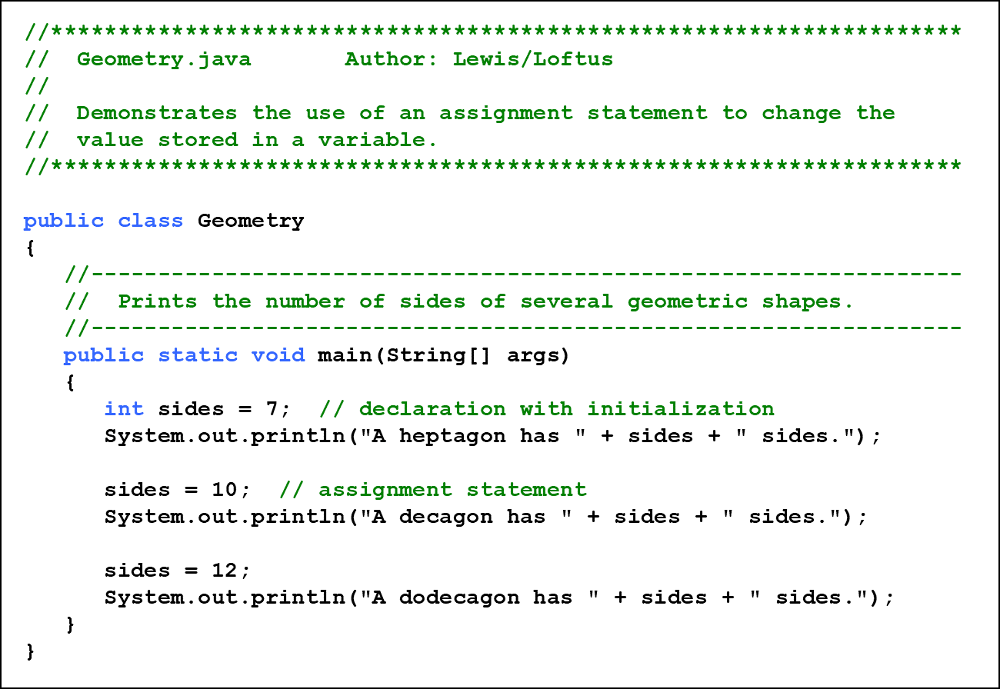 //********************************************************************
//  Geometry.java       Author: Lewis/Loftus
//
//  Demonstrates the use of an assignment statement to change the
//  value stored in a variable.
//********************************************************************
public class Geometry
{
   //-----------------------------------------------------------------
   //  Prints the number of sides of several geometric shapes.
   //-----------------------------------------------------------------
   public static void main(String[] args)
   {
      int sides = 7;  // declaration with initialization
      System.out.println("A heptagon has " + sides + " sides.");
      sides = 10;  // assignment statement
      System.out.println("A decagon has " + sides + " sides.");
      sides = 12;
      System.out.println("A dodecagon has " + sides + " sides.");
   }
}